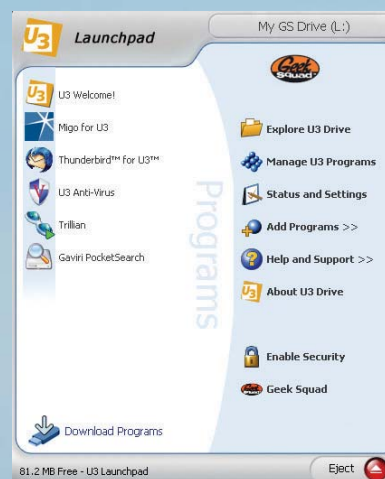 U3 Launchpad
My GS Drive (L:)
U3 U3 Welcome!
Migo for U3
Thunderbird™ for U3™
U3 Anti-Virus
Trillian
Gaviri PocketSearch
Programs
Download Programs
81.2 MB Free - U3 Launchpad
Geek Squad
Explore U3 Drive
Manage U3 Programs
Status and Settings
Add Programs >>
Help and Support >>
U3 About U3 Drive
Enable Security
Geek Squad
Eject